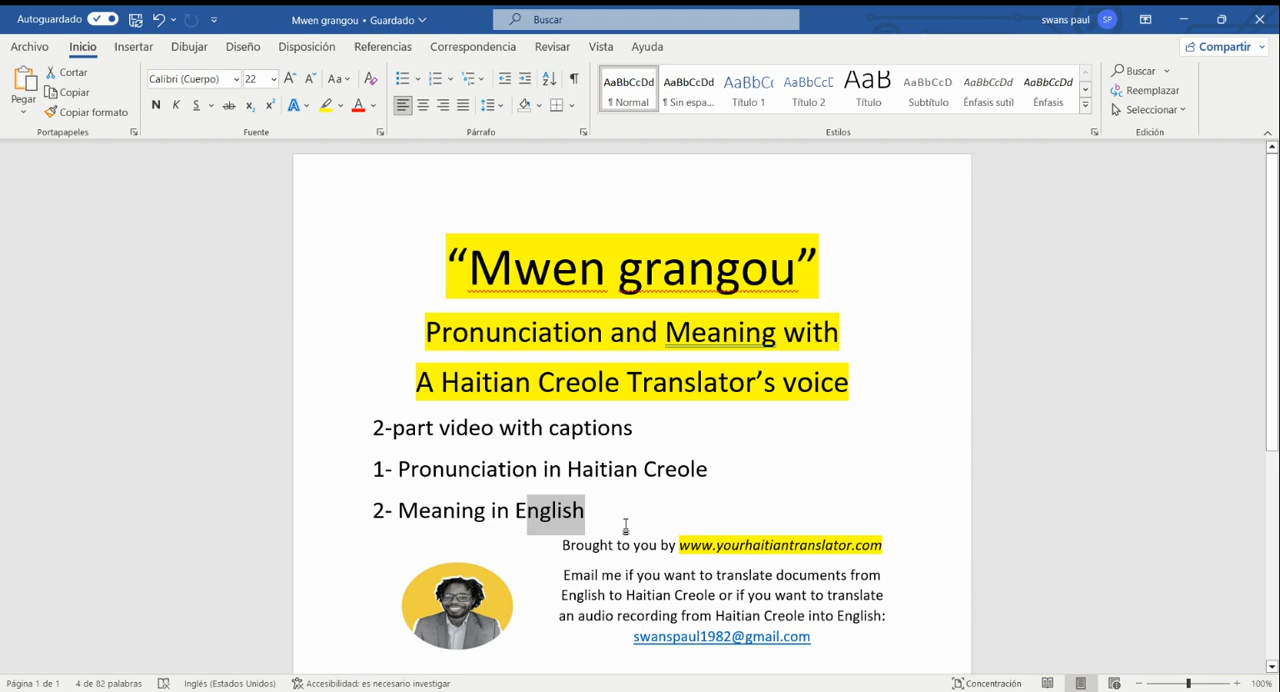 Autoguardado
Mwen grangou • Guardado
Buscar
swans paul
SP
Archivo
Inicio
Insertar
Dibujar
Diseño
Disposición
Referencias
Correspondencia
Revisar
Vista
Ayuda
Compartir
Pegar
Cortar
Copiar
Copiar formato
Portapapeles
Calibri (Cuerpo)
22
Aa
N K S ab x₂ x²
Fuente
Párrafo
AaBbCcDd
¶ Normal
AaBbCcDd
¶ Sin espa...
AaBbCc
Título 1
AaBbCcD
Título 2
AaB
Título
AaBbCcDd
Subtítulo
AaBbCcDd
Énfasis sutil
AaBbCcDd
Énfasis
Estilos
Buscar
Reemplazar
Seleccionar
Edición
“Mwen grangou”
Pronunciation and Meaning with
A Haitian Creole Translator’s voice
2-part video with captions
1- Pronunciation in Haitian Creole
2- Meaning in English
Brought to you by www.yourhaitiantranslator.com
Email me if you want to translate documents from
English to Haitian Creole or if you want to translate
an audio recording from Haitian Creole into English:
swanspaul1982@gmail.com
Página 1 de 1
4 de 82 palabras
Inglés (Estados Unidos)
Accesibilidad: es necesario investigar
Concentración
100%